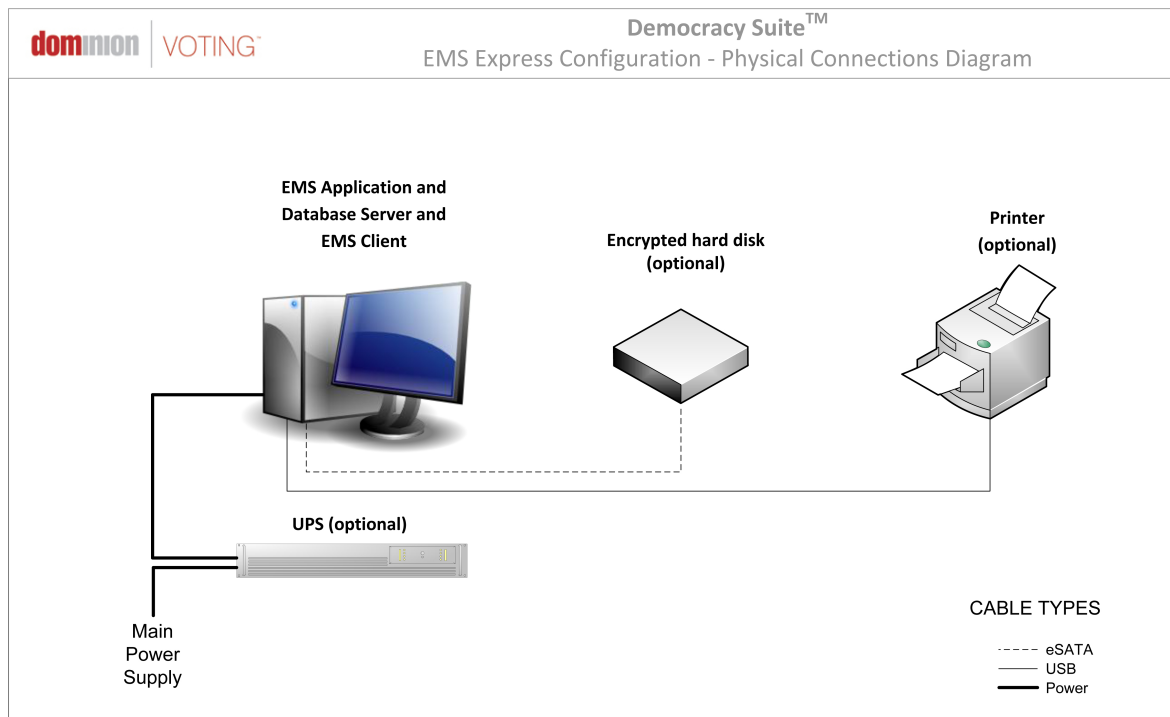 dominion VOTING™
Democracy Suite™
EMS Express Configuration - Physical Connections Diagram
EMS Application and
Database Server and
EMS Client
Encrypted hard disk
(optional)
Printer
(optional)
UPS (optional)
Main
Power
Supply
CABLE TYPES
eSATA
USB
Power